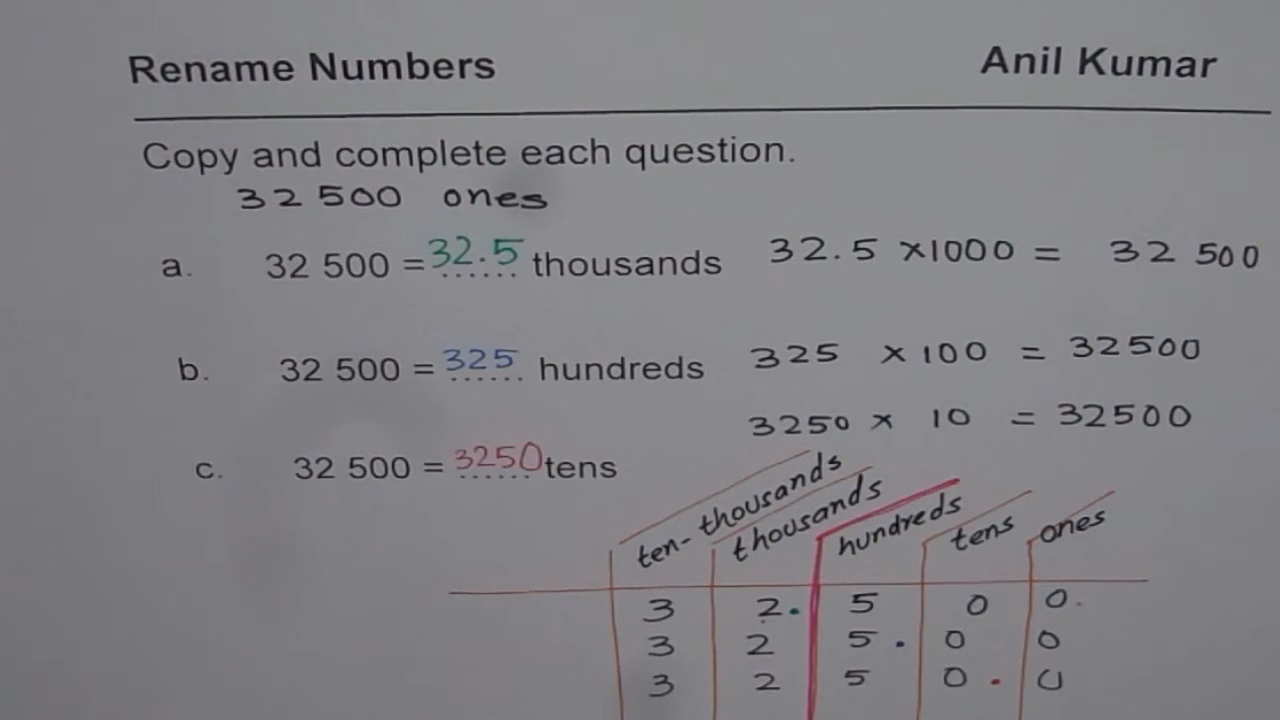 Rename Numbers Anil Kumar
Copy and complete each question.
32 500 ones
a. 32 500 = 32.5 thousands 32.5 ×1000 = 32 500
b. 32 500 = 325 hundreds 325 ×100 = 32500
3250 × 10 = 32500
c. 32 500 = 3250 tens
ten-thousands thousands hundreds tens ones
3 2. 5 0 0.
3 2 5. 0 0
3 2 5 0. 0